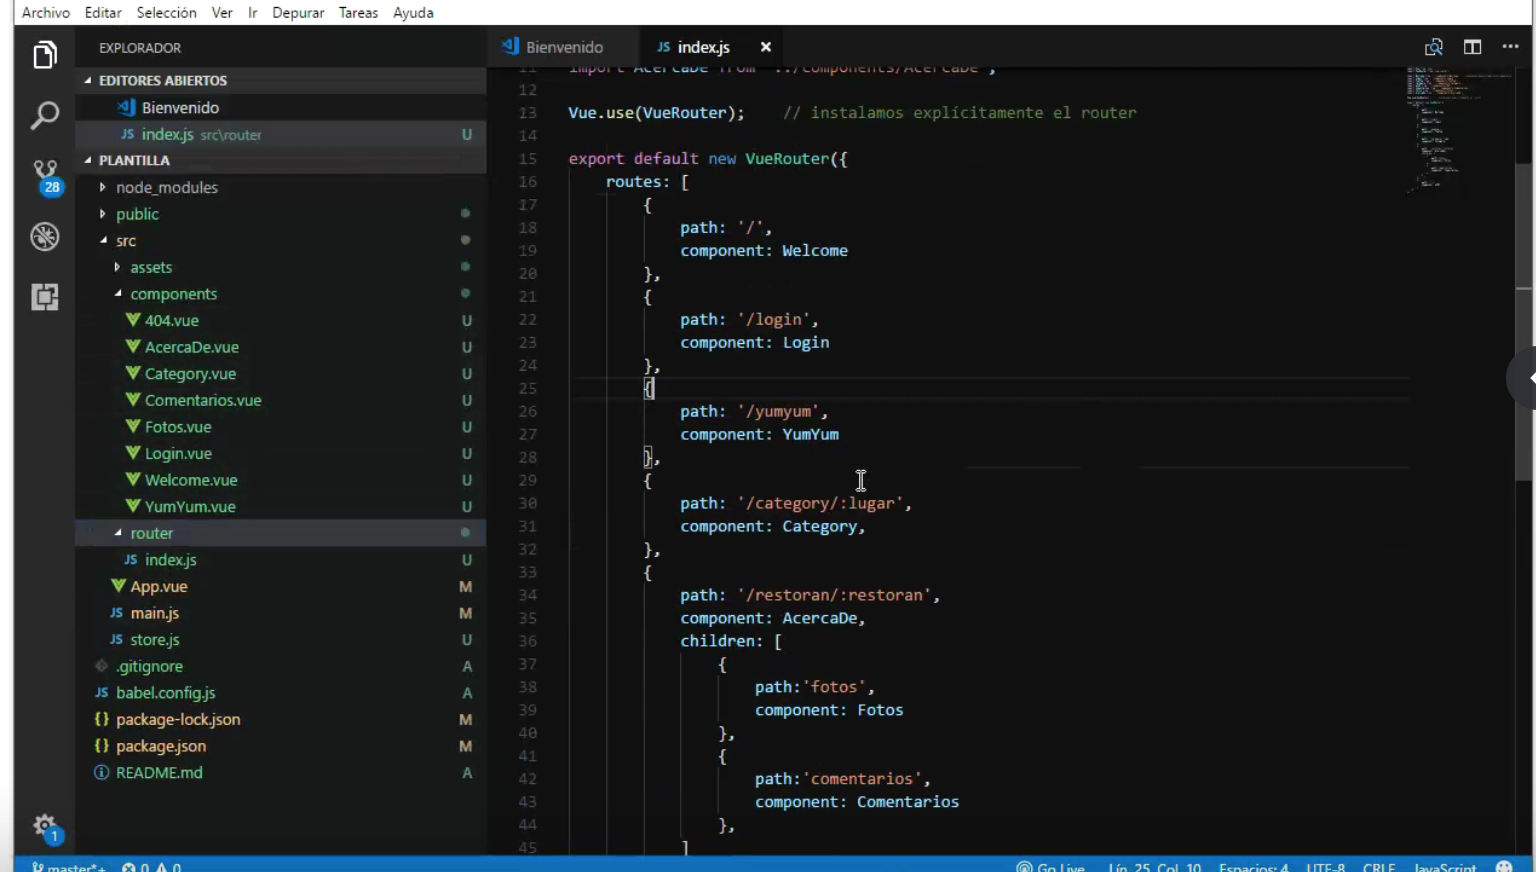 Archivo Editar Selección Ver Ir Depurar Tareas Ayuda
EXPLORADOR
EDITORES ABIERTOS
Bienvenido
index.js src\router U
PLANTILLA
node_modules
public
src
assets
components
404.vue U
AcercaDe.vue U
Category.vue U
Comentarios.vue U
Fotos.vue U
Login.vue U
Welcome.vue U
YumYum.vue U
router
JS index.js U
App.vue M
JS main.js M
JS store.js U
.gitignore A
JS babel.config.js A
{} package-lock.json M
{} package.json M
README.md A
28
1
Bienvenido JS index.js
11 import AcercaDe from '../components/AcercaDe';
12
13 Vue.use(VueRouter); // instalamos explícitamente el router
14
15 export default new VueRouter({
16 routes: [
17 {
18 path: '/',
19 component: Welcome
20 },
21 {
22 path: '/login',
23 component: Login
24 },
25 {
26 path: '/yumyum',
27 component: YumYum
28 },
29 {
30 path: '/category/:lugar',
31 component: Category,
32 },
33 {
34 path: '/restoran/:restoran',
35 component: AcercaDe,
36 children: [
37 {
38 path:'fotos',
39 component: Fotos
40 },
41 {
42 path:'comentarios',
43 component: Comentarios
44 },
45 ]
master*+ 0 0 Go Live Lín. 25, Col. 10 Espacios: 4 UTF-8 CRLF JavaScript